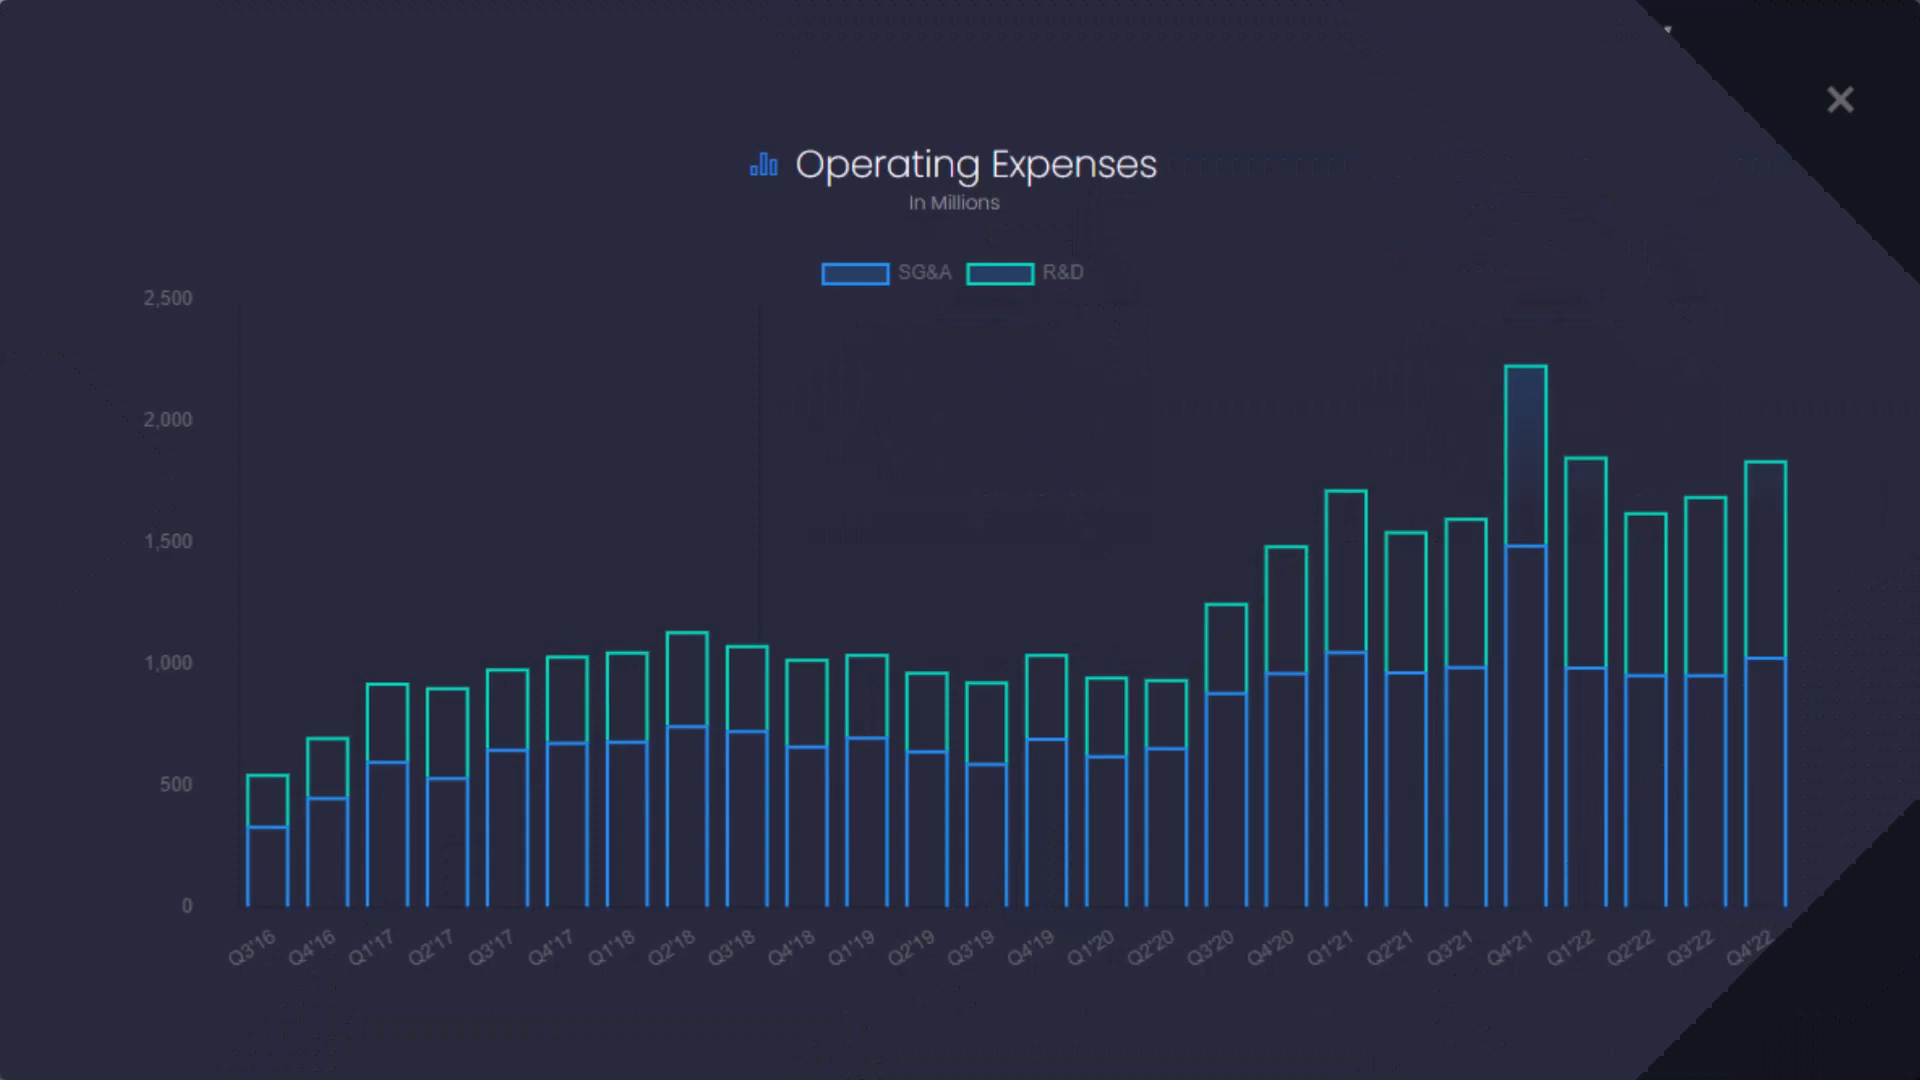 Operating Expenses
In Millions
SG&A R&D
2,500
2,000
1,500
1,000
500
0
Q3'16 Q4'16 Q1'17 Q2'17 Q3'17 Q4'17 Q1'18 Q2'18 Q3'18 Q4'18 Q1'19 Q2'19 Q3'19 Q4'19 Q1'20 Q2'20 Q3'20 Q4'20 Q1'21 Q2'21 Q3'21 Q4'21 Q1'22 Q2'22 Q3'22 Q4'22